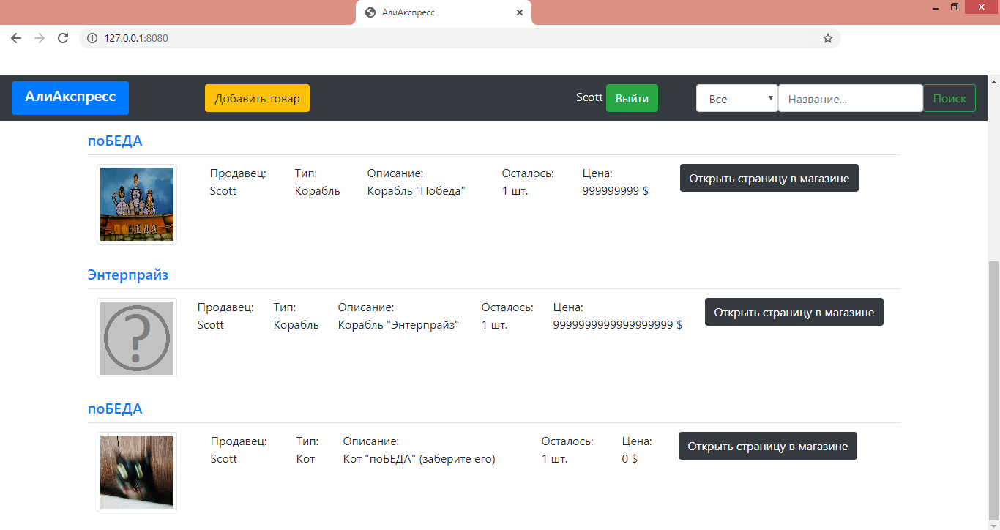 АлиАкспресс
127.0.0.1:8080
АлиАкспресс Добавить товар Scott Выйти Все Название... Поиск
поБЕДА
Продавец: Тип: Описание: Осталось: Цена: Открыть страницу в магазине
Scott Корабль Корабль "Победа" 1 шт. 999999999 $
ПОБЕДА
Энтерпрайз
Продавец: Тип: Описание: Осталось: Цена: Открыть страницу в магазине
Scott Корабль Корабль "Энтерпрайз" 1 шт. 9999999999999999999 $
?
поБЕДА
Продавец: Тип: Описание: Осталось: Цена: Открыть страницу в магазине
Scott Кот Кот "поБЕДА" (заберите его) 1 шт. 0 $